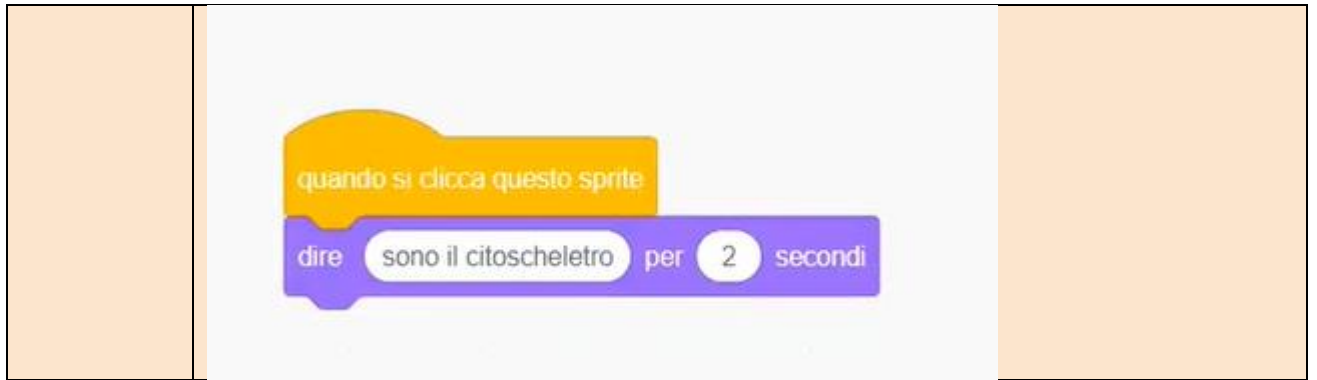 quando si clicca questo sprite
dire sono il citoscheletro per 2 secondi